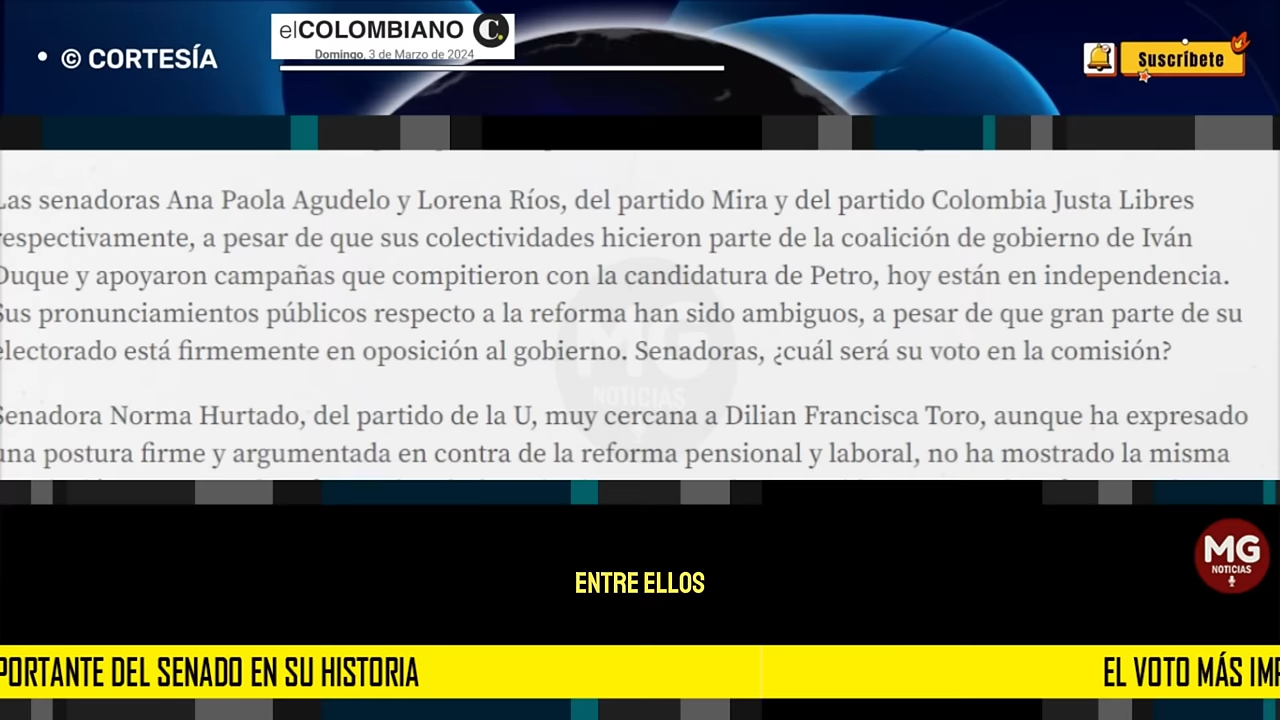 • © CORTESÍA
elCOLOMBIANO C.
Domingo, 3 de Marzo de 2024
Suscríbete
Las senadoras Ana Paola Agudelo y Lorena Ríos, del partido Mira y del partido Colombia Justa Libres
respectivamente, a pesar de que sus colectividades hicieron parte de la coalición de gobierno de Iván
Duque y apoyaron campañas que compitieron con la candidatura de Petro, hoy están en independencia.
Sus pronunciamientos públicos respecto a la reforma han sido ambiguos, a pesar de que gran parte de su
electorado está firmemente en oposición al gobierno. Senadoras, ¿cuál será su voto en la comisión?
MG
NOTICIAS
Senadora Norma Hurtado, del partido de la U, muy cercana a Dilian Francisca Toro, aunque ha expresado
una postura firme y argumentada en contra de la reforma pensional y laboral, no ha mostrado la misma
MG
NOTICIAS
ENTRE ELLOS
PORTANTE DEL SENADO EN SU HISTORIA
EL VOTO MÁS IMP